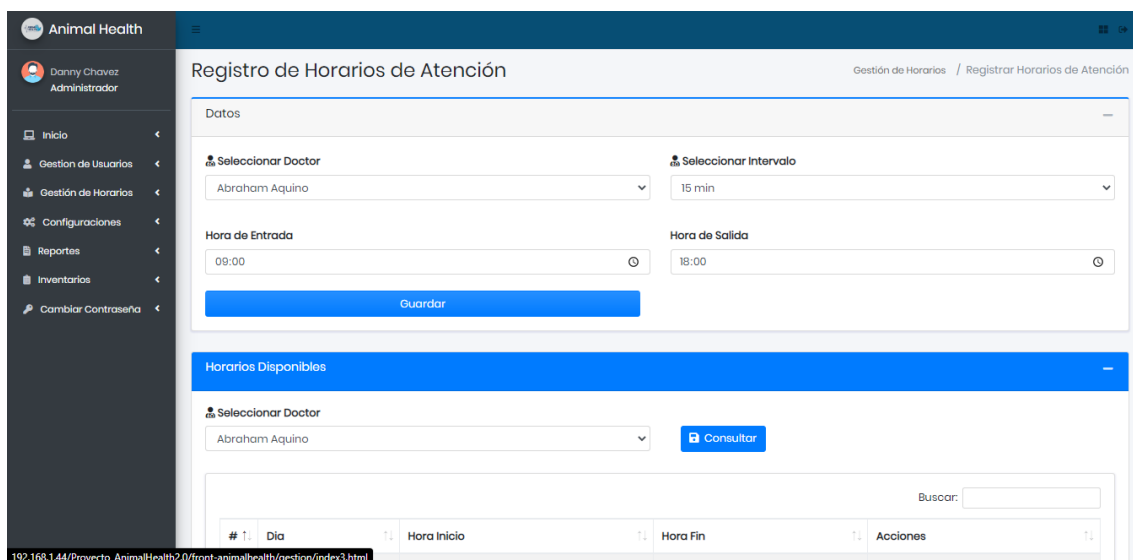 Animal Health
Danny Chavez
Administrador
Inicio
Gestion de Usuarios
Gestión de Horarios
Configuraciones
Reportes
Inventarios
Cambiar Contraseña
Registro de Horarios de Atención
Gestión de Horarios / Registrar Horarios de Atención
Datos
Seleccionar Doctor
Abraham Aquino
Seleccionar Intervalo
15 min
Hora de Entrada
09:00
Hora de Salida
18:00
Guardar
Horarios Disponibles
Seleccionar Doctor
Abraham Aquino
Consultar
Buscar:
# Dia Hora Inicio Hora Fin Acciones
192.168.1.44/Proyecto_AnimalHealth2.0/front-animalhealth/gestion/index3.html